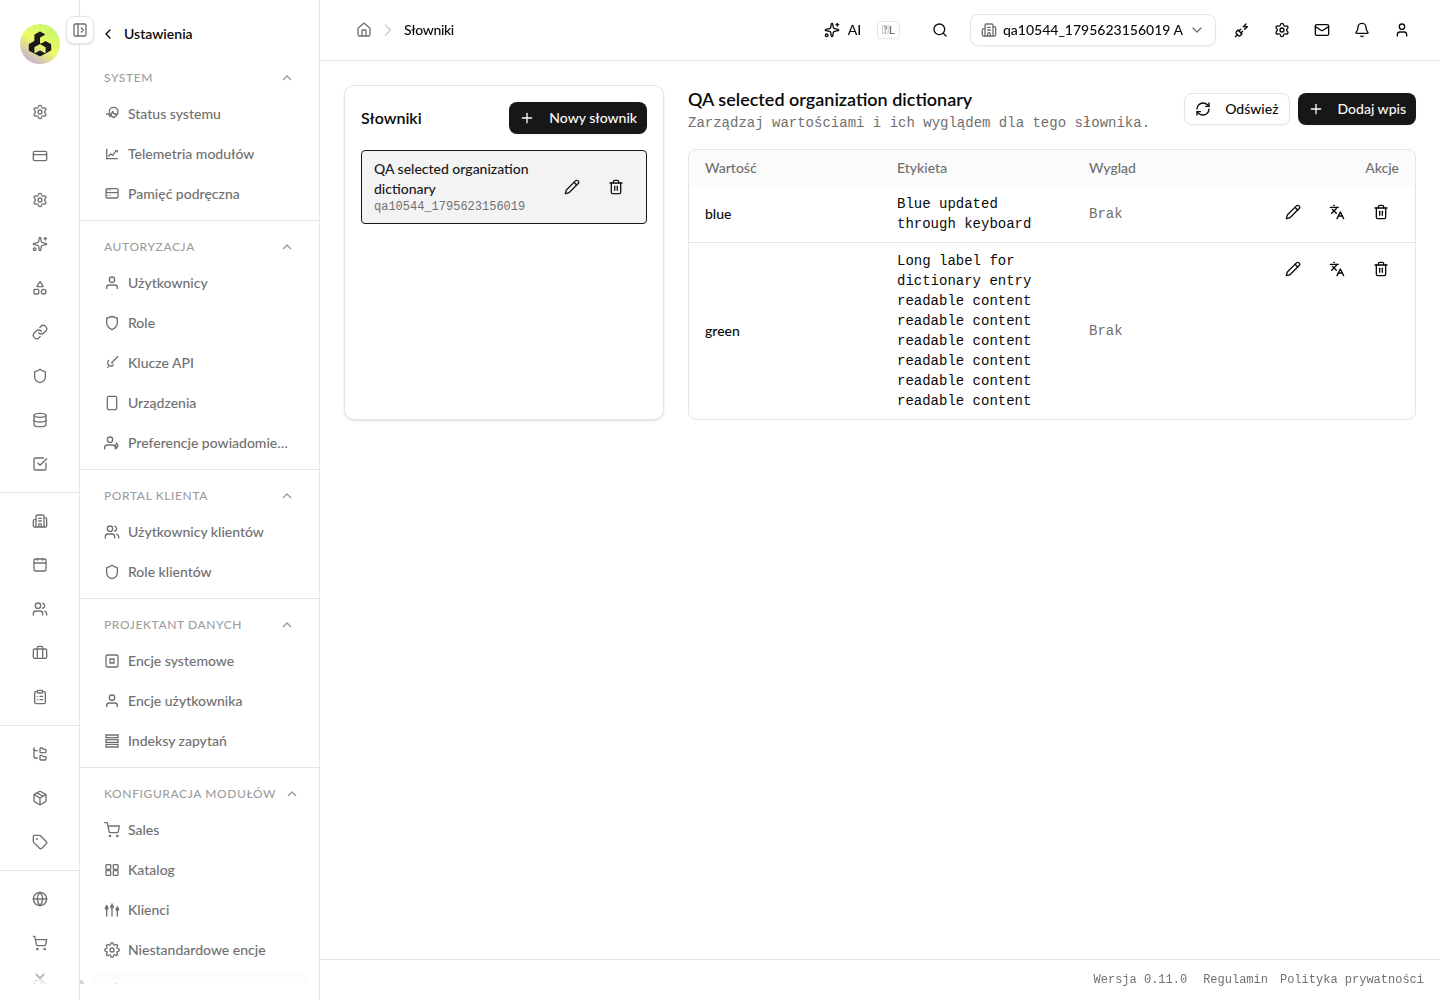 Ustawienia
SYSTEM
Status systemu
Telemetria modułów
Pamięć podręczna
AUTORYZACJA
Użytkownicy
Role
Klucze API
Urządzenia
Preferencje powiadomie...
PORTAL KLIENTA
Użytkownicy klientów
Role klientów
PROJEKTANT DANYCH
Encje systemowe
Encje użytkownika
Indeksy zapytań
KONFIGURACJA MODUŁÓW
Sales
Katalog
Klienci
Niestandardowe encje
Słowniki
AI
L
qa10544_1795623156019 A
Słowniki
Nowy słownik
QA selected organization
dictionary
qa10544_1795623156019
QA selected organization dictionary
Zarządzaj wartościami i ich wyglądem dla tego słownika.
Odśwież
Dodaj wpis
Wartość Etykieta Wygląd Akcje
blue
Blue updated
through keyboard
Brak
green
Long label for
dictionary entry
readable content
readable content
readable content
readable content
readable content
readable content
Brak
Wersja 0.11.0 Regulamin Polityka prywatności